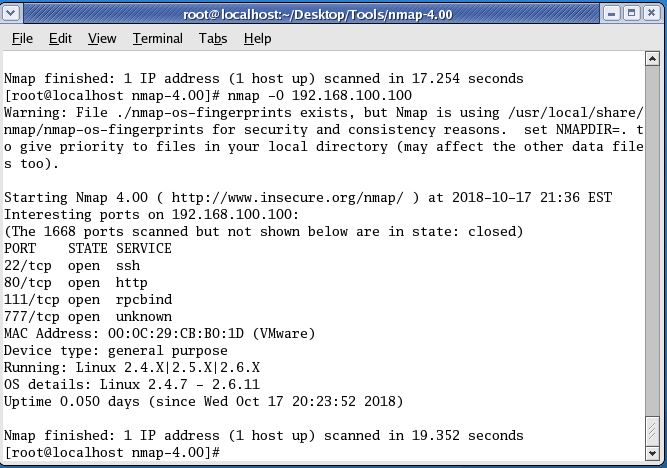 root@localhost:~/Desktop/Tools/nmap-4.00
File Edit View Terminal Tabs Help
Nmap finished: 1 IP address (1 host up) scanned in 17.254 seconds
[root@localhost nmap-4.00]# nmap -O 192.168.100.100
Warning: File ./nmap-os-fingerprints exists, but Nmap is using /usr/local/share/
nmap/nmap-os-fingerprints for security and consistency reasons.  set NMAPDIR=. t
o give priority to files in your local directory (may affect the other data file
s too).
Starting Nmap 4.00 ( http://www.insecure.org/nmap/ ) at 2018-10-17 21:36 EST
Interesting ports on 192.168.100.100:
(The 1668 ports scanned but not shown below are in state: closed)
PORT    STATE SERVICE
22/tcp  open  ssh
80/tcp  open  http
111/tcp open  rpcbind
777/tcp open  unknown
MAC Address: 00:0C:29:CB:B0:1D (VMware)
Device type: general purpose
Running: Linux 2.4.X|2.5.X|2.6.X
OS details: Linux 2.4.7 - 2.6.11
Uptime 0.050 days (since Wed Oct 17 20:23:52 2018)
Nmap finished: 1 IP address (1 host up) scanned in 19.352 seconds
[root@localhost nmap-4.00]#